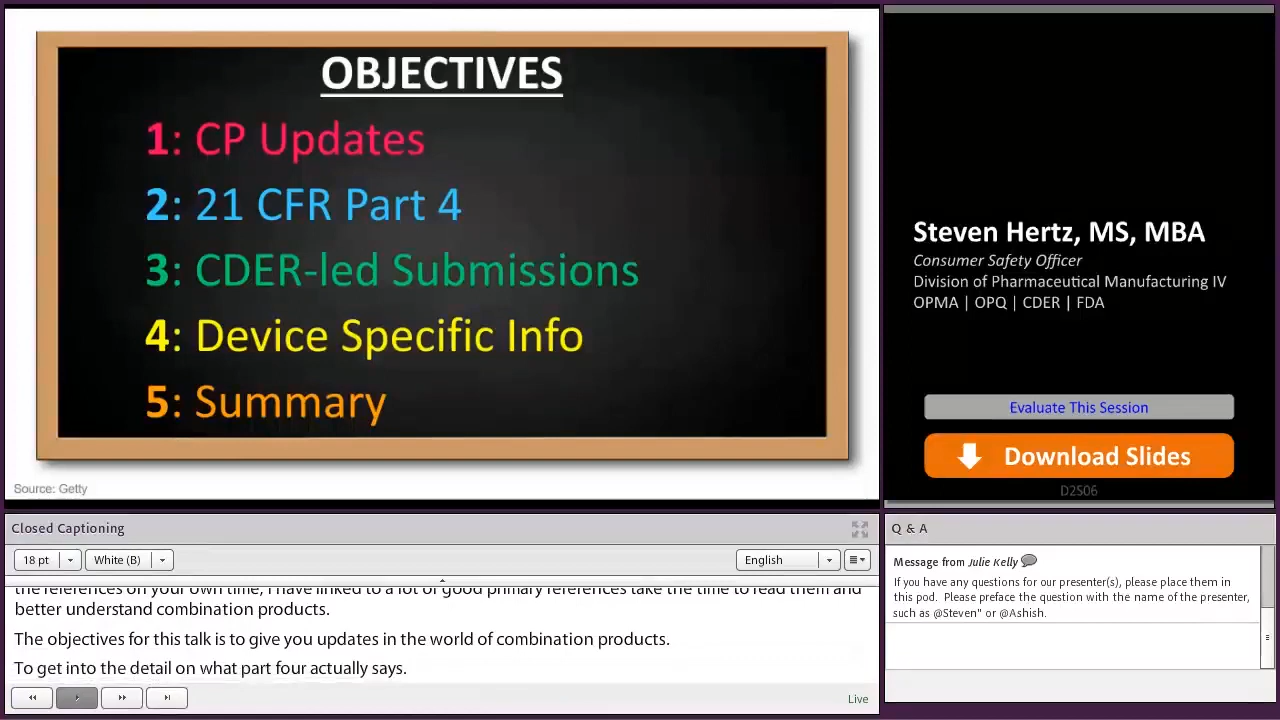 OBJECTIVES
1: CP Updates
2: 21 CFR Part 4
3: CDER-led Submissions
4: Device Specific Info
5: Summary
Source: Getty
Steven Hertz, MS, MBA
Consumer Safety Officer
Division of Pharmaceutical Manufacturing IV
OPMA | OPQ | CDER | FDA
Evaluate This Session
Download Slides
D2S06
Closed Captioning
18 pt
White (B)
English
the references on your own time, I have linked to a lot of good primary references take the time to read them and
better understand combination products.
The objectives for this talk is to give you updates in the world of combination products.
To get into the detail on what part four actually says.
Live
Q & A
Message from Julie Kelly
If you have any questions for our presenter(s), please place them in
this pod.  Please preface the question with the name of the presenter,
such as @Steven" or @Ashish.